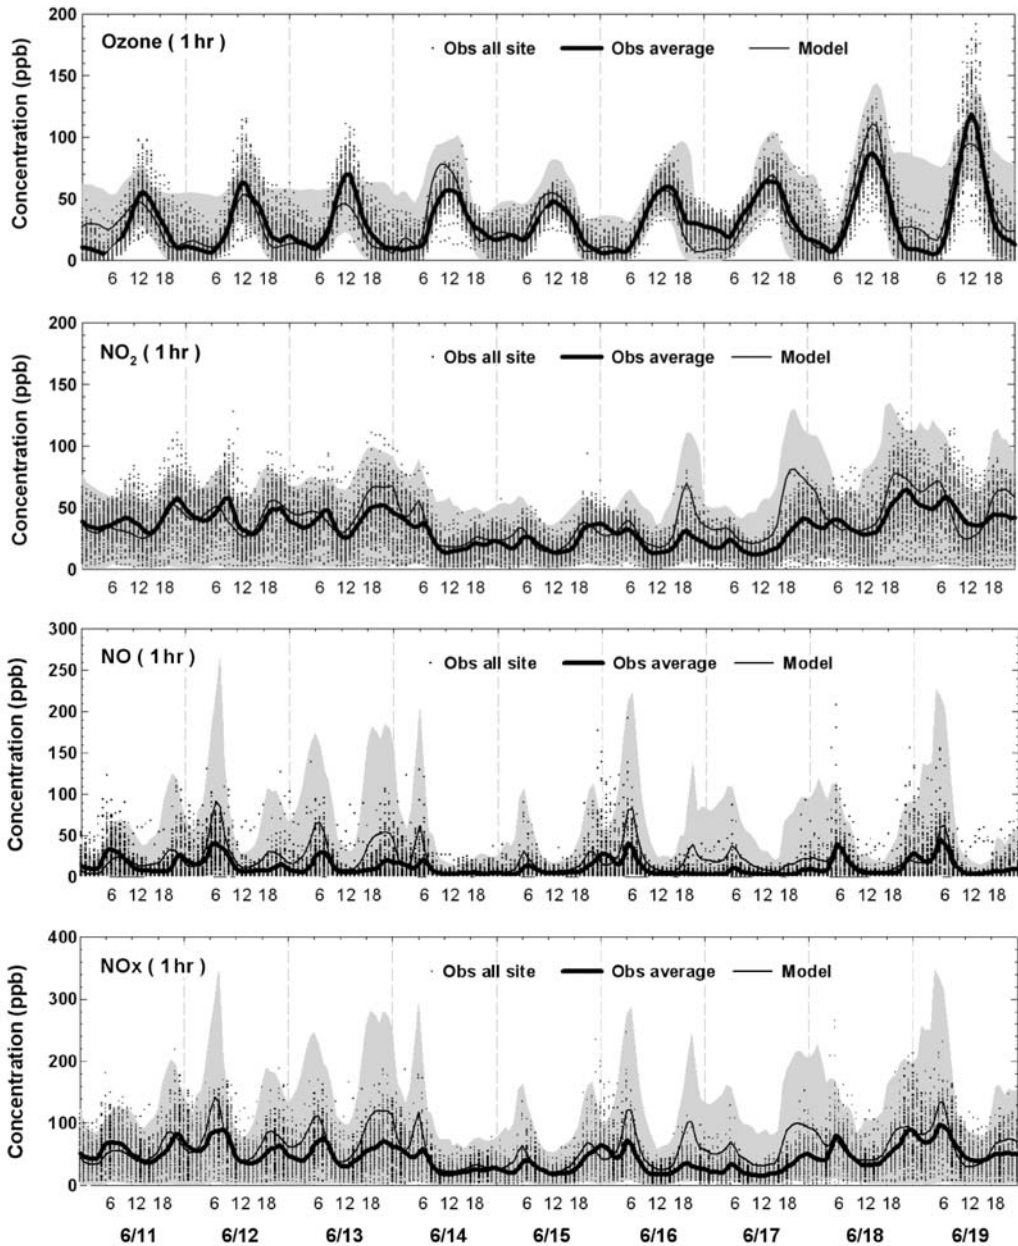 Ozone ( 1hr )
Obs all site Obs average Model
Concentration (ppb)
200
150
100
50
0
6 12 18 6 12 18 6 12 18 6 12 18 6 12 18 6 12 18 6 12 18 6 12 18 6 12 18
NO₂ ( 1hr )
Obs all site Obs average Model
Concentration (ppb)
200
150
100
50
0
6 12 18 6 12 18 6 12 18 6 12 18 6 12 18 6 12 18 6 12 18 6 12 18 6 12 18
NO ( 1hr )
Obs all site Obs average Model
Concentration (ppb)
300
250
200
150
100
50
0
6 12 18 6 12 18 6 12 18 6 12 18 6 12 18 6 12 18 6 12 18 6 12 18 6 12 18
NOx ( 1hr )
Obs all site Obs average Model
Concentration (ppb)
400
300
200
100
0
6 12 18 6 12 18 6 12 18 6 12 18 6 12 18 6 12 18 6 12 18 6 12 18 6 12 18
6/11 6/12 6/13 6/14 6/15 6/16 6/17 6/18 6/19